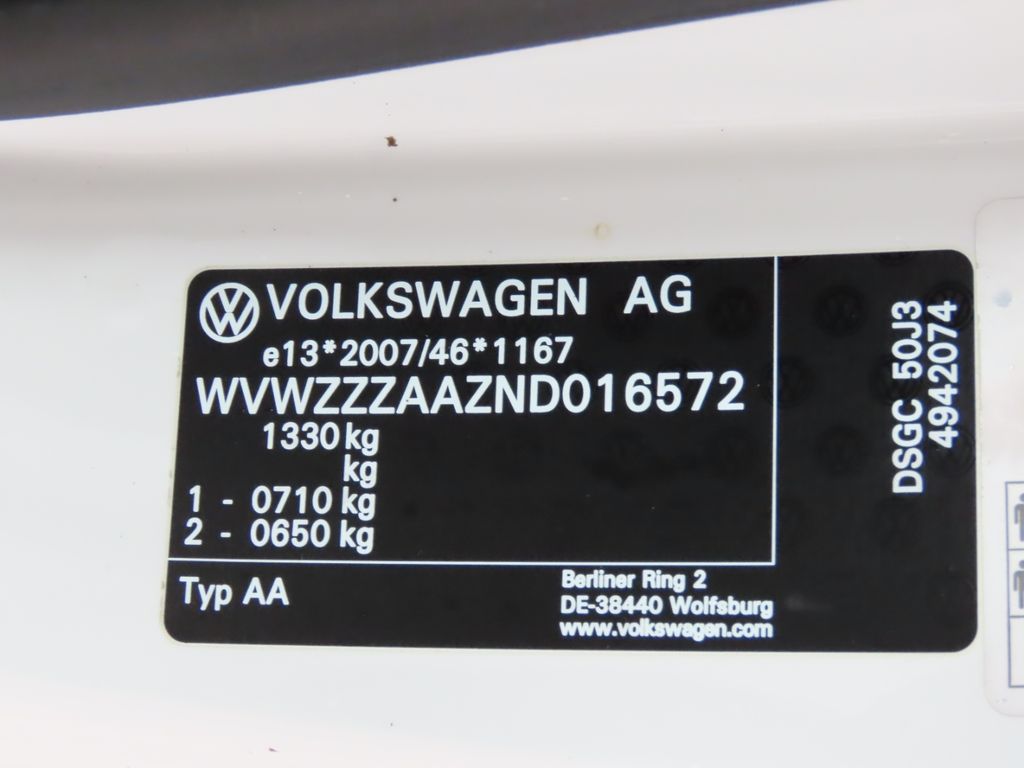 VOLKSWAGEN AG
e13*2007/46*1167
WVWZZZAAZND016572
1330 kg
kg
1 - 0710 kg
2 - 0650 kg
Typ AA
Berliner Ring 2
DE-38440 Wolfsburg
www.volkswagen.com
DSGC 50J3
4942074